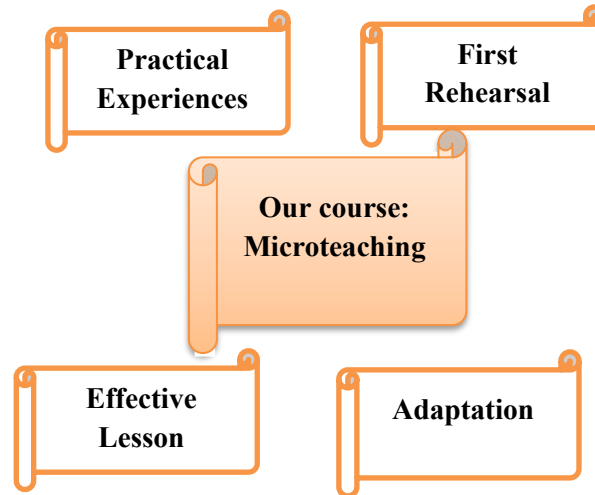 Practical
Experiences
First
Rehearsal
Our course:
Microteaching
Effective
Lesson
Adaptation